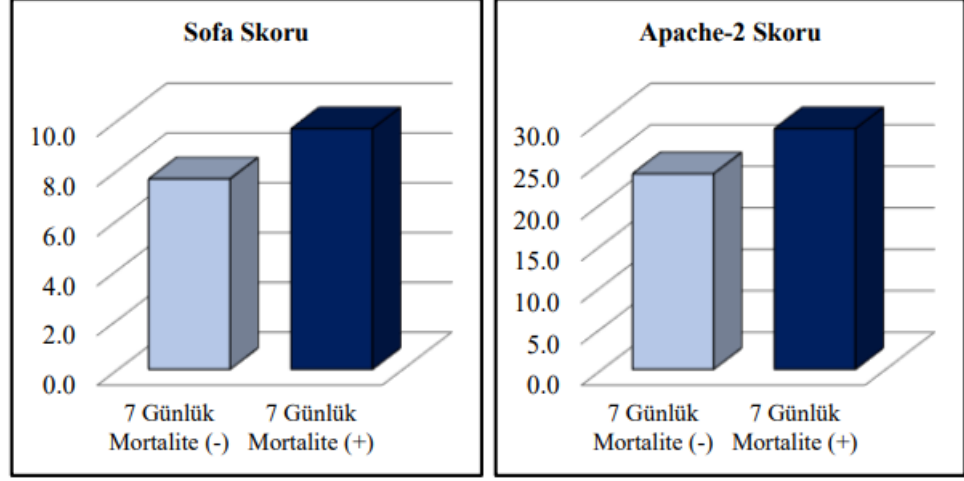 Sofa Skoru
10.0
8.0
6.0
4.0
2.0
0.0
7 Günlük
Mortalite (-)
7 Günlük
Mortalite (+)
Apache-2 Skoru
30.0
25.0
20.0
15.0
10.0
5.0
0.0
7 Günlük
Mortalite (-)
7 Günlük
Mortalite (+)